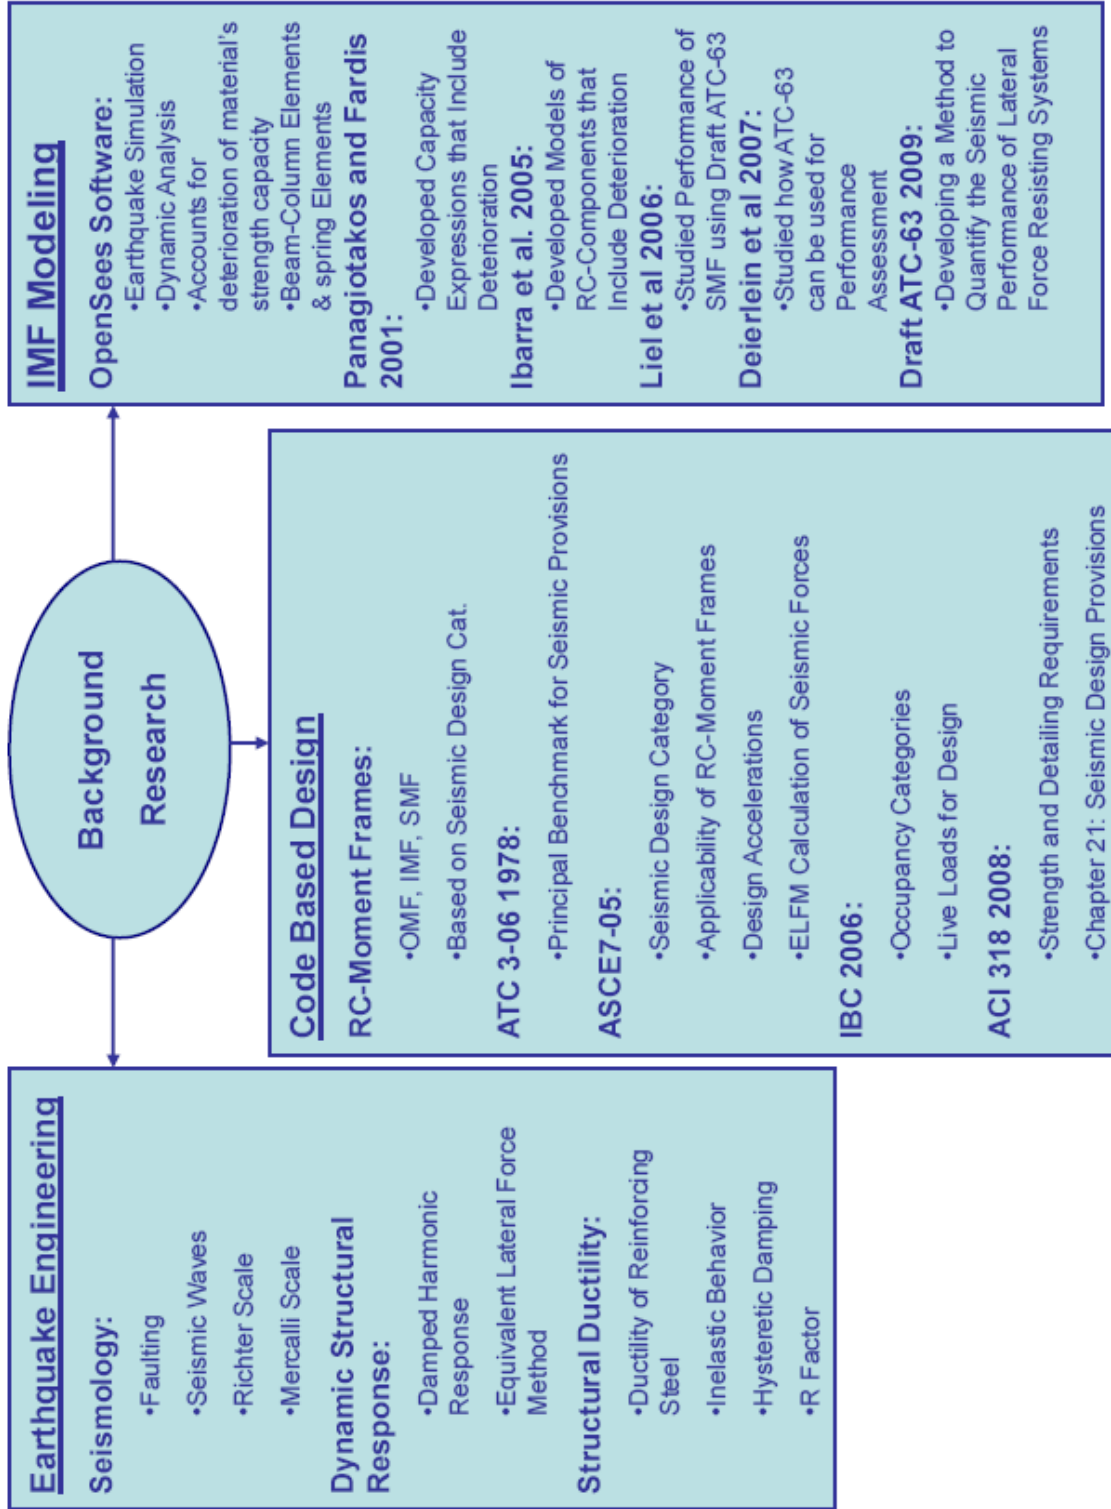 Background
Research
Earthquake Engineering
Seismology:
•Faulting
•Seismic Waves
•Richter Scale
•Mercalli Scale
Dynamic Structural
Response:
•Damped Harmonic
Response
•Equivalent Lateral Force
Method
Structural Ductility:
•Ductility of Reinforcing
Steel
•Inelastic Behavior
•Hysteretic Damping
•R Factor
Code Based Design
RC-Moment Frames:
•OMF, IMF, SMF
•Based on Seismic Design Cat.
ATC 3-06 1978:
•Principal Benchmark for Seismic Provisions
ASCE7-05:
•Seismic Design Category
•Applicability of RC-Moment Frames
•Design Accelerations
•ELFM Calculation of Seismic Forces
IBC 2006:
•Occupancy Categories
•Live Loads for Design
ACI 318 2008:
•Strength and Detailing Requirements
•Chapter 21: Seismic Design Provisions
IMF Modeling
OpenSees Software:
•Earthquake Simulation
•Dynamic Analysis
•Accounts for
deterioration of material's
strength capacity
•Beam-Column Elements
& spring Elements
Panagiotakos and Fardis
2001:
•Developed Capacity
Expressions that Include
Deterioration
Ibarra et al. 2005:
•Developed Models of
RC-Components that
Include Deterioration
Liel et al 2006:
•Studied Performance of
SMF using Draft ATC-63
Deierlein et al 2007:
•Studied how ATC-63
can be used for
Performance
Assessment
Draft ATC-63 2009:
•Developing a Method to
Quantify the Seismic
Performance of Lateral
Force Resisting Systems